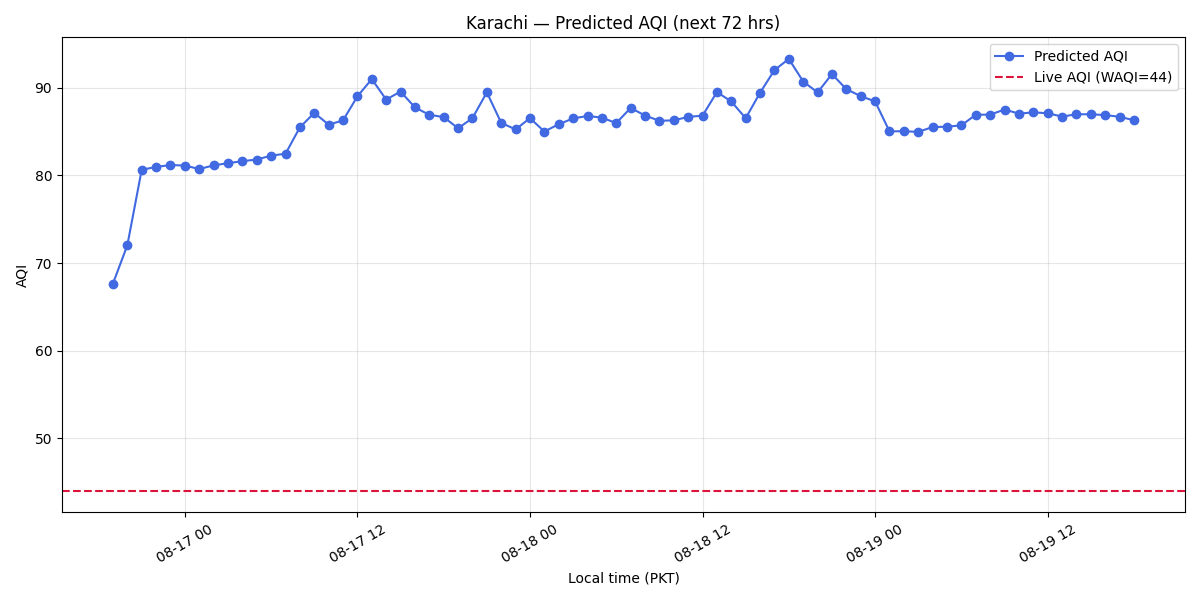 Karachi — Predicted AQI (next 72 hrs)
Predicted AQI
Live AQI (WAQI=44)
90
80
70
60
50
AQI
08-17 00
08-17 12
08-18 00
08-18 12
08-19 00
08-19 12
Local time (PKT)